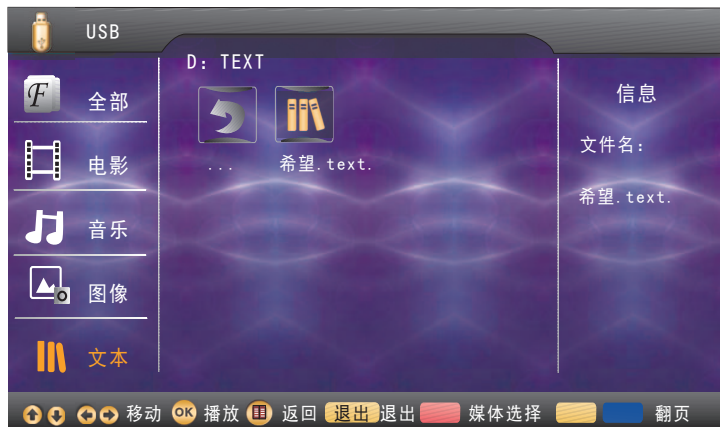 USB
D: TEXT
F 全部
电影
音乐
图像
文本
... 希望.text.
信息
文件名:
希望.text.
移动 OK 播放 返回 退出 退出 媒体选择 翻页